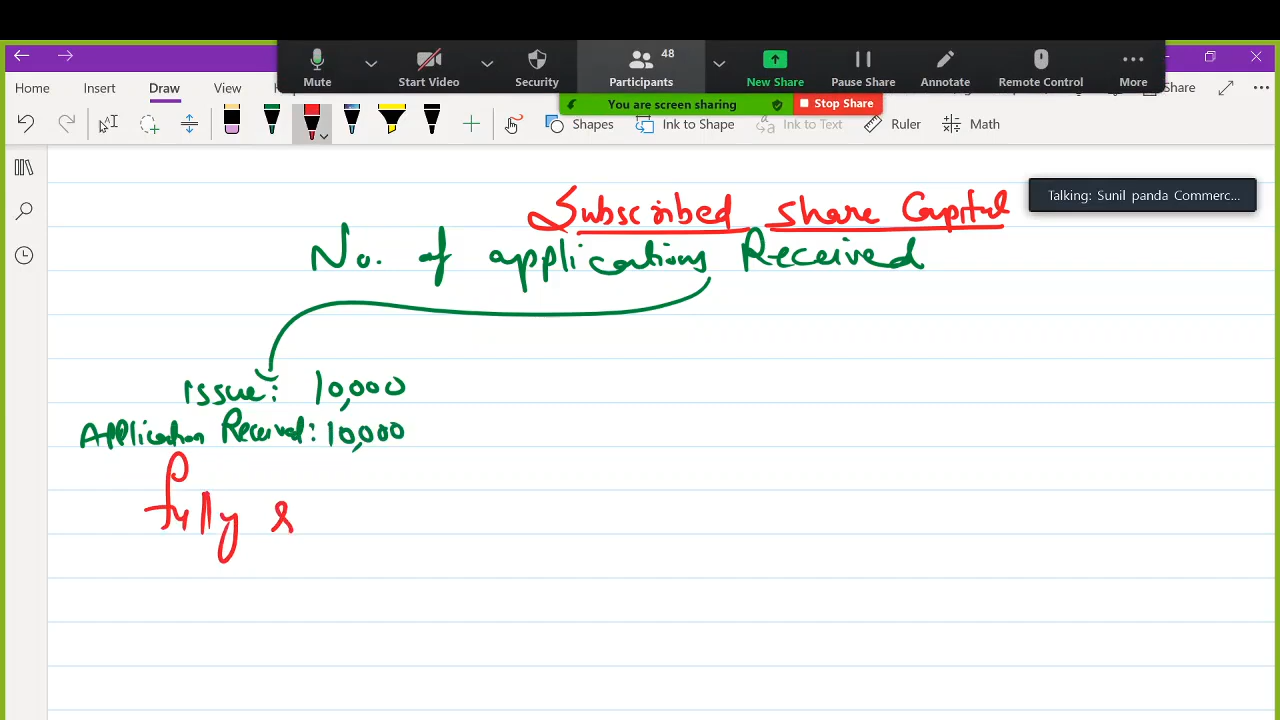 48
Mute
Start Video
Security
Participants
New Share
Pause Share
Annotate
Remote Control
More
You are screen sharing
Stop Share
Home Insert Draw View
Share
Shapes Ink to Shape Ink to Text Ruler Math
Talking: Sunil panda Commerc...
Subscribed share Capital
No. of applications Received
Issue: 10,000
Application Received: 10,000
fully s